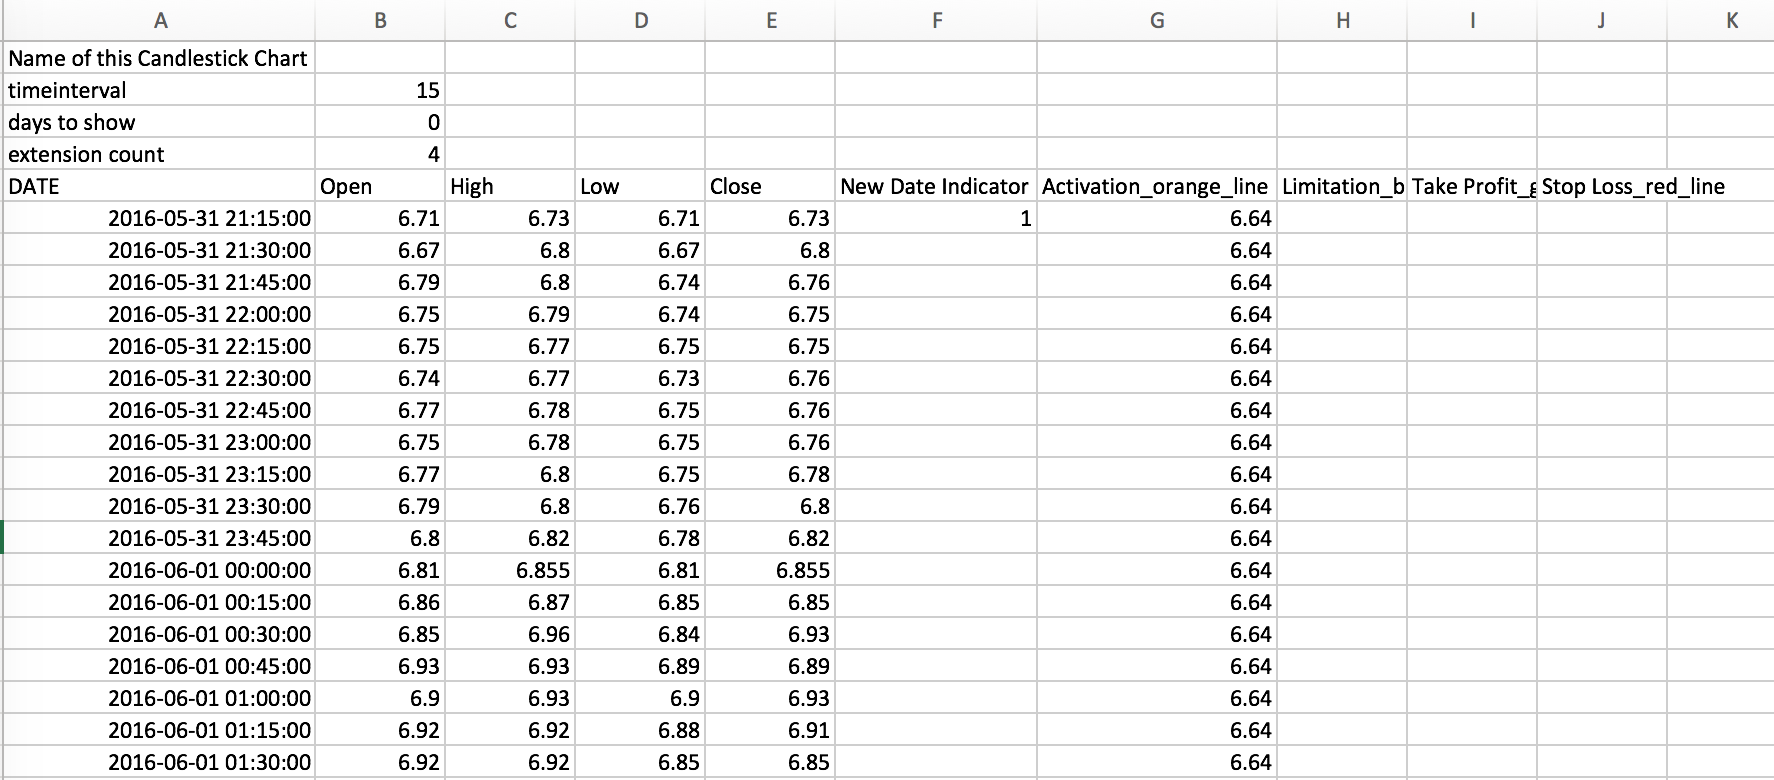 A B C D E F G H I J K
Name of this Candlestick Chart
timeinterval 15
days to show 0
extension count 4
DATE Open High Low Close New Date Indicator Activation_orange_line Limitation_b Take Profit_g Stop Loss_red_line
2016-05-31 21:15:00 6.71 6.73 6.71 6.73 1 6.64
2016-05-31 21:30:00 6.67 6.8 6.67 6.8 6.64
2016-05-31 21:45:00 6.79 6.8 6.74 6.76 6.64
2016-05-31 22:00:00 6.75 6.79 6.74 6.75 6.64
2016-05-31 22:15:00 6.75 6.77 6.75 6.75 6.64
2016-05-31 22:30:00 6.74 6.77 6.73 6.76 6.64
2016-05-31 22:45:00 6.77 6.78 6.75 6.76 6.64
2016-05-31 23:00:00 6.75 6.78 6.75 6.76 6.64
2016-05-31 23:15:00 6.77 6.8 6.75 6.78 6.64
2016-05-31 23:30:00 6.79 6.8 6.76 6.8 6.64
2016-05-31 23:45:00 6.8 6.82 6.78 6.82 6.64
2016-06-01 00:00:00 6.81 6.855 6.81 6.855 6.64
2016-06-01 00:15:00 6.86 6.87 6.85 6.85 6.64
2016-06-01 00:30:00 6.85 6.96 6.84 6.93 6.64
2016-06-01 00:45:00 6.93 6.93 6.89 6.89 6.64
2016-06-01 01:00:00 6.9 6.93 6.9 6.93 6.64
2016-06-01 01:15:00 6.92 6.92 6.88 6.91 6.64
2016-06-01 01:30:00 6.92 6.92 6.85 6.85 6.64